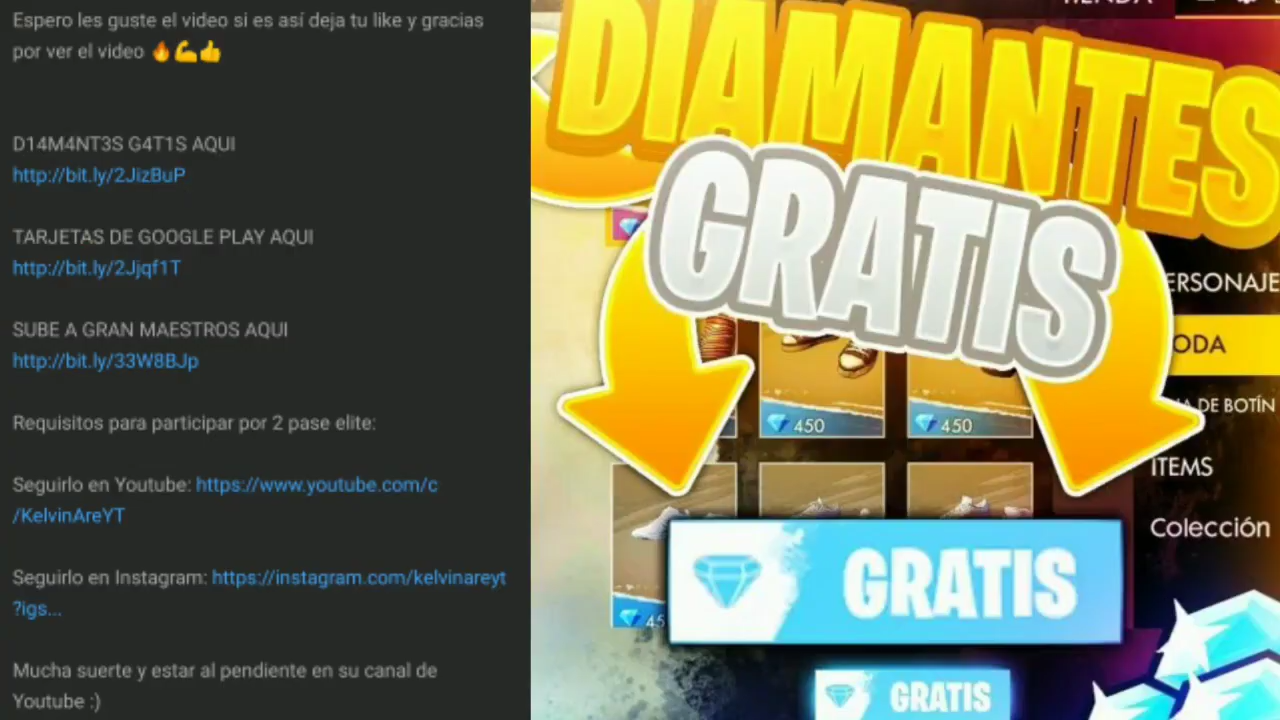 Espero les guste el video si es así deja tu like y gracias
por ver el video 🔥💪👍
D14M4NT3S G4T1S AQUI
http://bit.ly/2JizBuP
TARJETAS DE GOOGLE PLAY AQUI
http://bit.ly/2Jjqf1T
SUBE A GRAN MAESTROS AQUI
http://bit.ly/33W8BJp
Requisitos para participar por 2 pase elite:
Seguirlo en Youtube: https://www.youtube.com/c
/KelvinAreYT
Seguirlo en Instagram: https://instagram.com/kelvinareyt
?igs...
Mucha suerte y estar al pendiente en su canal de
Youtube :)
TIENDA
DIAMANTES
GRATIS
ERSONAJE
ODA
DE BOTÍN
450
450
ITEMS
Colección
GRATIS
45
GRATIS